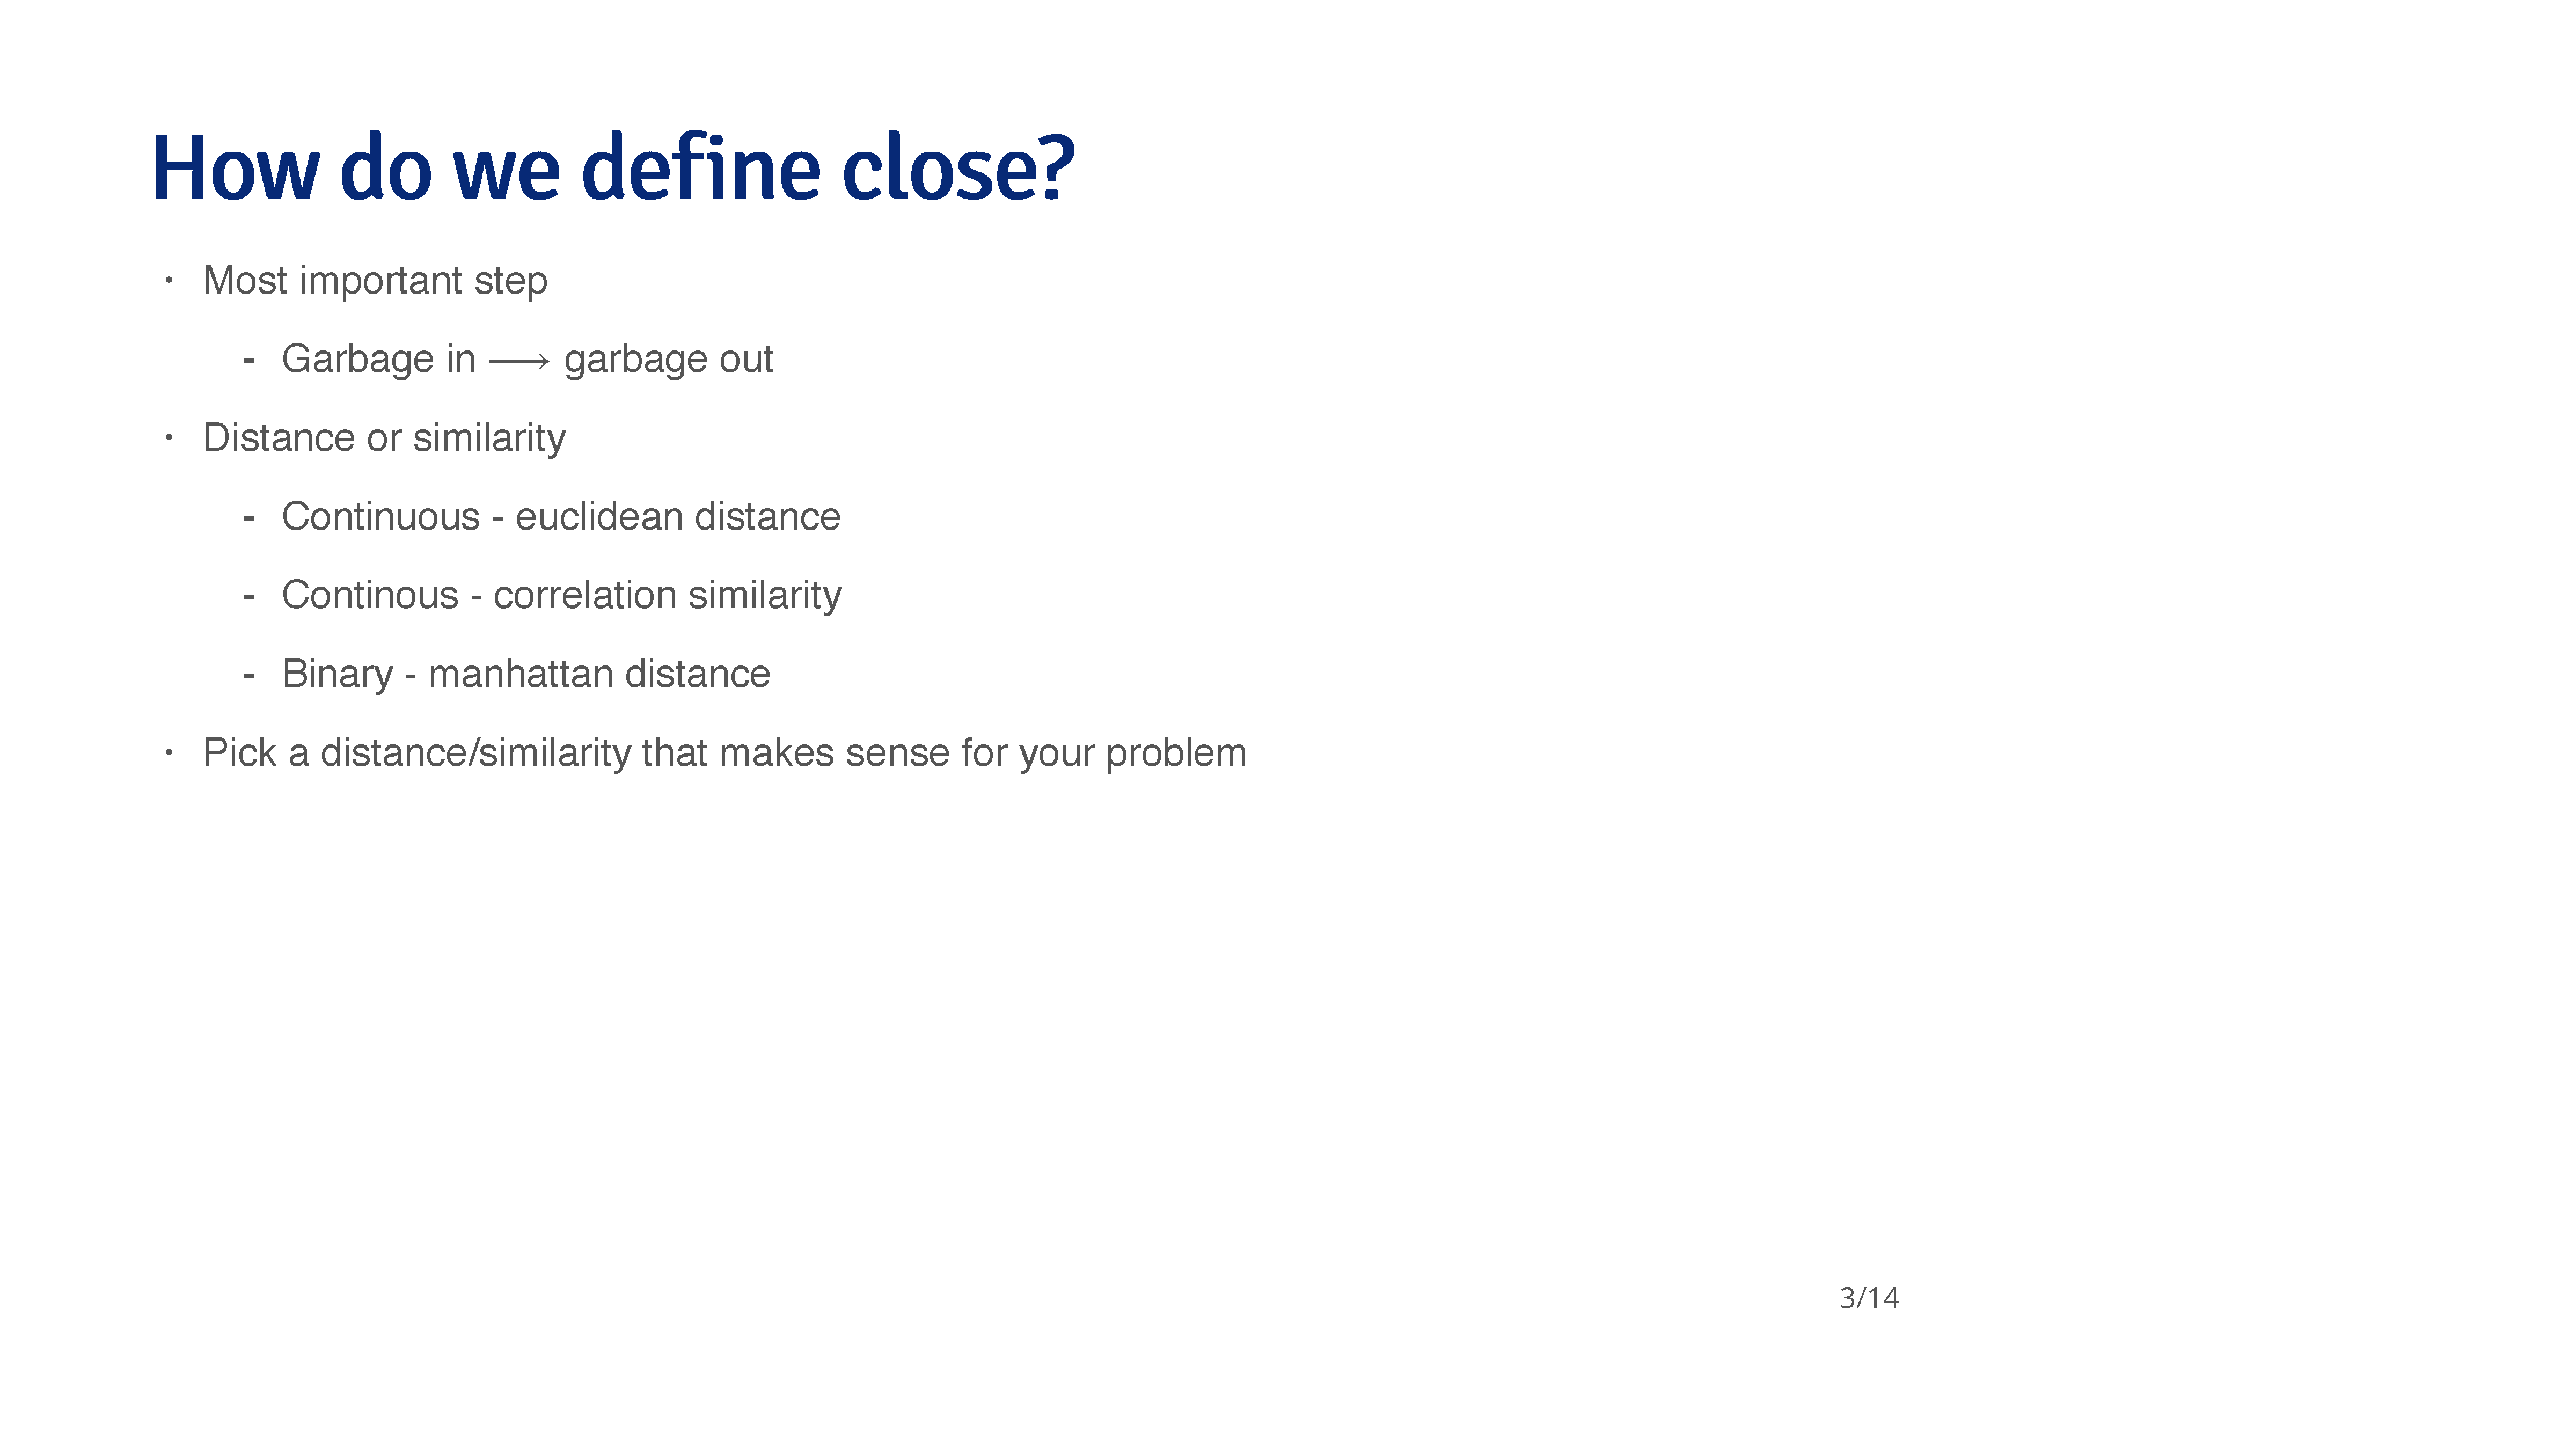 How do we define close?
· Most important step
- Garbage in ⟶ garbage out
· Distance or similarity
- Continuous - euclidean distance
- Continous - correlation similarity
- Binary - manhattan distance
· Pick a distance/similarity that makes sense for your problem
3/14